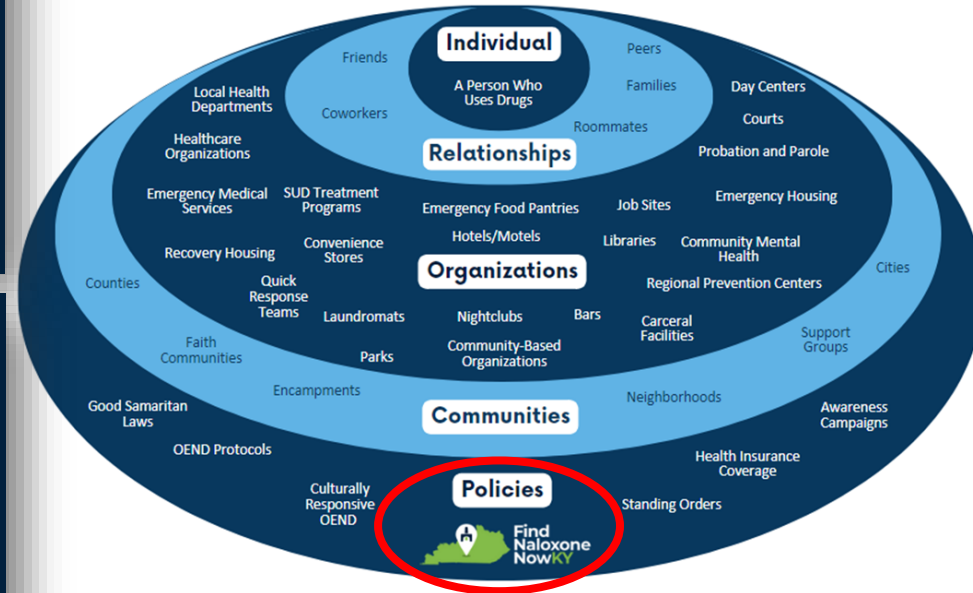 Individual
A Person Who
Uses Drugs
Friends
Peers
Coworkers
Families
Roommates
Relationships
Local Health
Departments
Day Centers
Courts
Healthcare
Organizations
Probation and Parole
Emergency Medical
Services
SUD Treatment
Programs
Emergency Food Pantries
Job Sites
Emergency Housing
Recovery Housing
Convenience
Stores
Hotels/Motels
Libraries
Community Mental
Health
Organizations
Quick
Response
Teams
Regional Prevention Centers
Laundromats
Nightclubs
Bars
Carceral
Facilities
Parks
Community-Based
Organizations
Counties
Cities
Faith
Communities
Support
Groups
Encampments
Neighborhoods
Communities
Good Samaritan
Laws
Awareness
Campaigns
OEND Protocols
Health Insurance
Coverage
Culturally
Responsive
OEND
Policies
Standing Orders
Find
Naloxone
NowKY